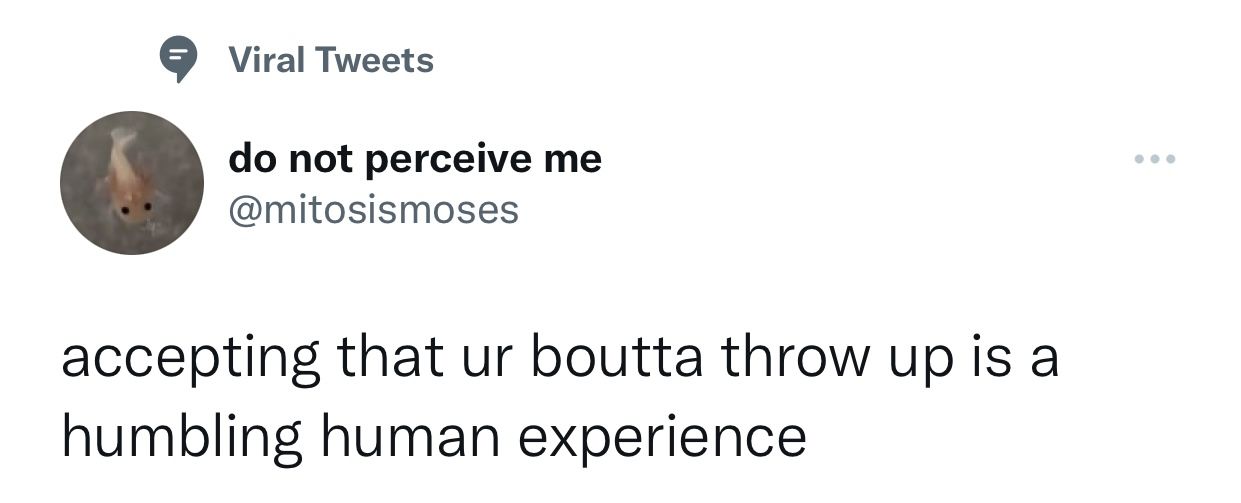 Viral Tweets
do not perceive me
@mitosismoses
accepting that ur boutta throw up is a
humbling human experience